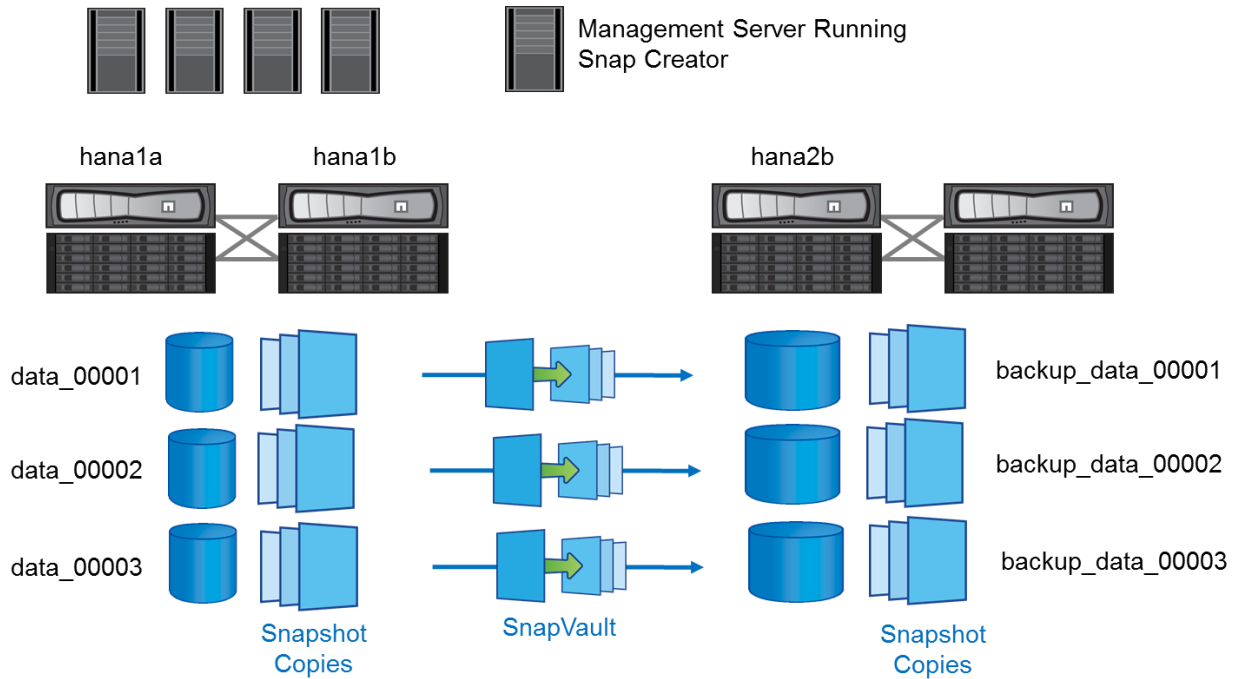 Management Server Running
Snap Creator
hana1a
hana1b
hana2b
data_00001
backup_data_00001
data_00002
backup_data_00002
data_00003
backup_data_00003
Snapshot
Copies
SnapVault
Snapshot
Copies